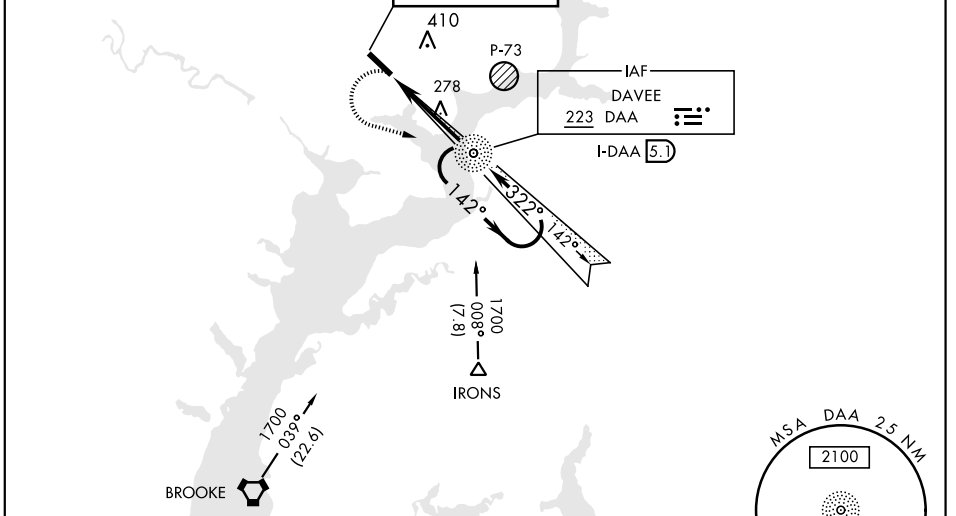 410
P-73
278
IAF
DAVEE
223 DAA
I-DAA 5.1
322°
142°
142°
1700
008°
(7.8)
IRONS
1700
039°
(22.6)
BROOKE
MSA DAA 25 NM
2100